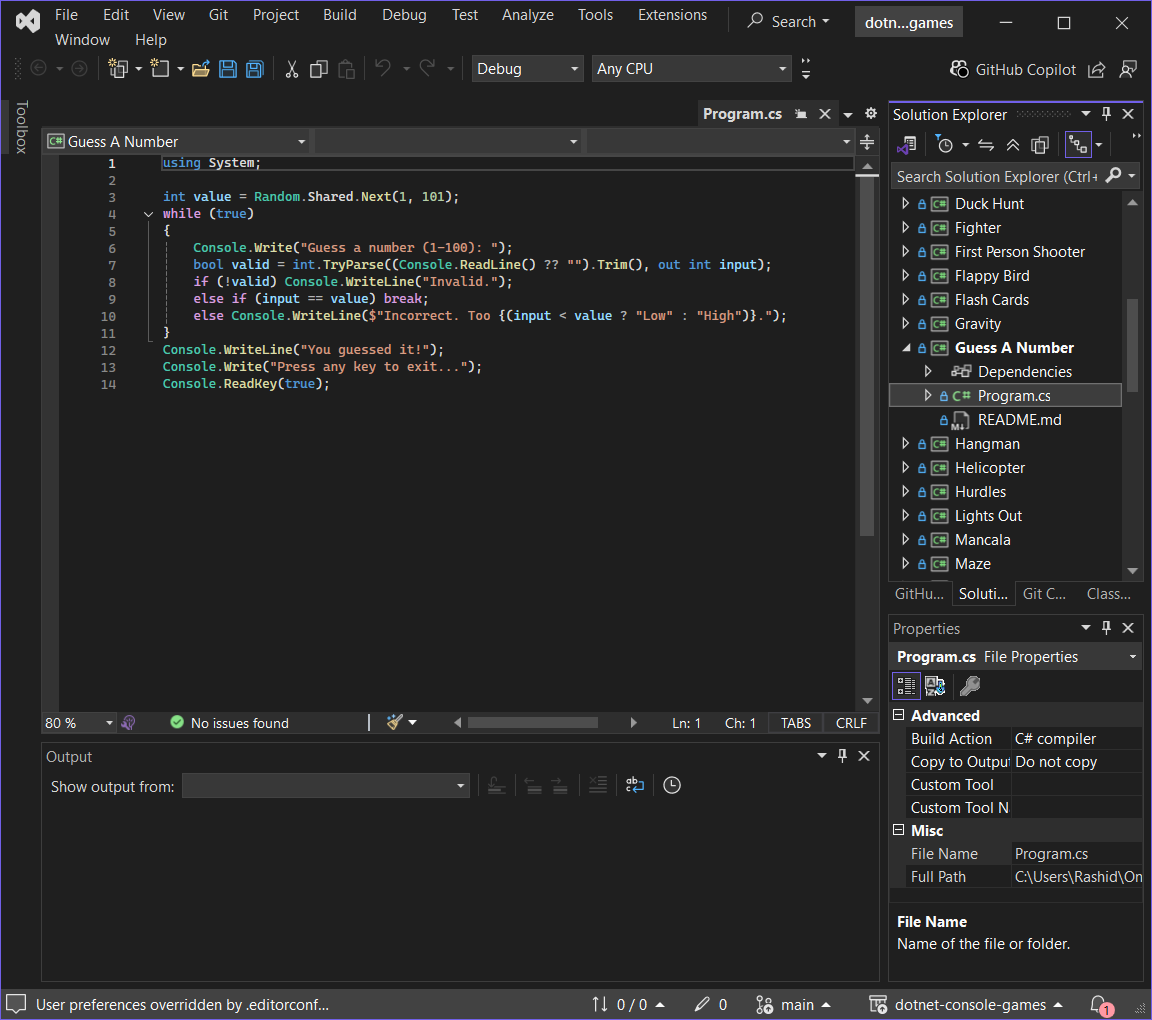 File Edit View Git Project Build Debug Test Analyze Tools Extensions Search dotn...games
Window Help
Debug Any CPU GitHub Copilot
Toolbox
Program.cs
Guess A Number
1 using System;
2
3 int value = Random.Shared.Next(1, 101);
4 while (true)
5 {
6 Console.Write("Guess a number (1-100): ");
7 bool valid = int.TryParse((Console.ReadLine() ?? "").Trim(), out int input);
8 if (!valid) Console.WriteLine("Invalid.");
9 else if (input == value) break;
10 else Console.WriteLine($"Incorrect. Too {(input < value ? "Low" : "High")}.");
11 }
12 Console.WriteLine("You guessed it!");
13 Console.Write("Press any key to exit...");
14 Console.ReadKey(true);
80 % No issues found Ln: 1 Ch: 1 TABS CRLF
Output
Show output from:
Solution Explorer
Search Solution Explorer (Ctrl+
C# Duck Hunt
C# Fighter
C# First Person Shooter
C# Flappy Bird
C# Flash Cards
C# Gravity
C# Guess A Number
Dependencies
C# Program.cs
README.md
C# Hangman
C# Helicopter
C# Hurdles
C# Lights Out
C# Mancala
C# Maze
GitHu... Soluti... Git C... Class...
Properties
Program.cs File Properties
Advanced
Build Action C# compiler
Copy to Output Do not copy
Custom Tool
Custom Tool N
Misc
File Name Program.cs
Full Path C:\Users\Rashid\On
File Name
Name of the file or folder.
User preferences overridden by .editorconf... 0 / 0 0 main dotnet-console-games 1